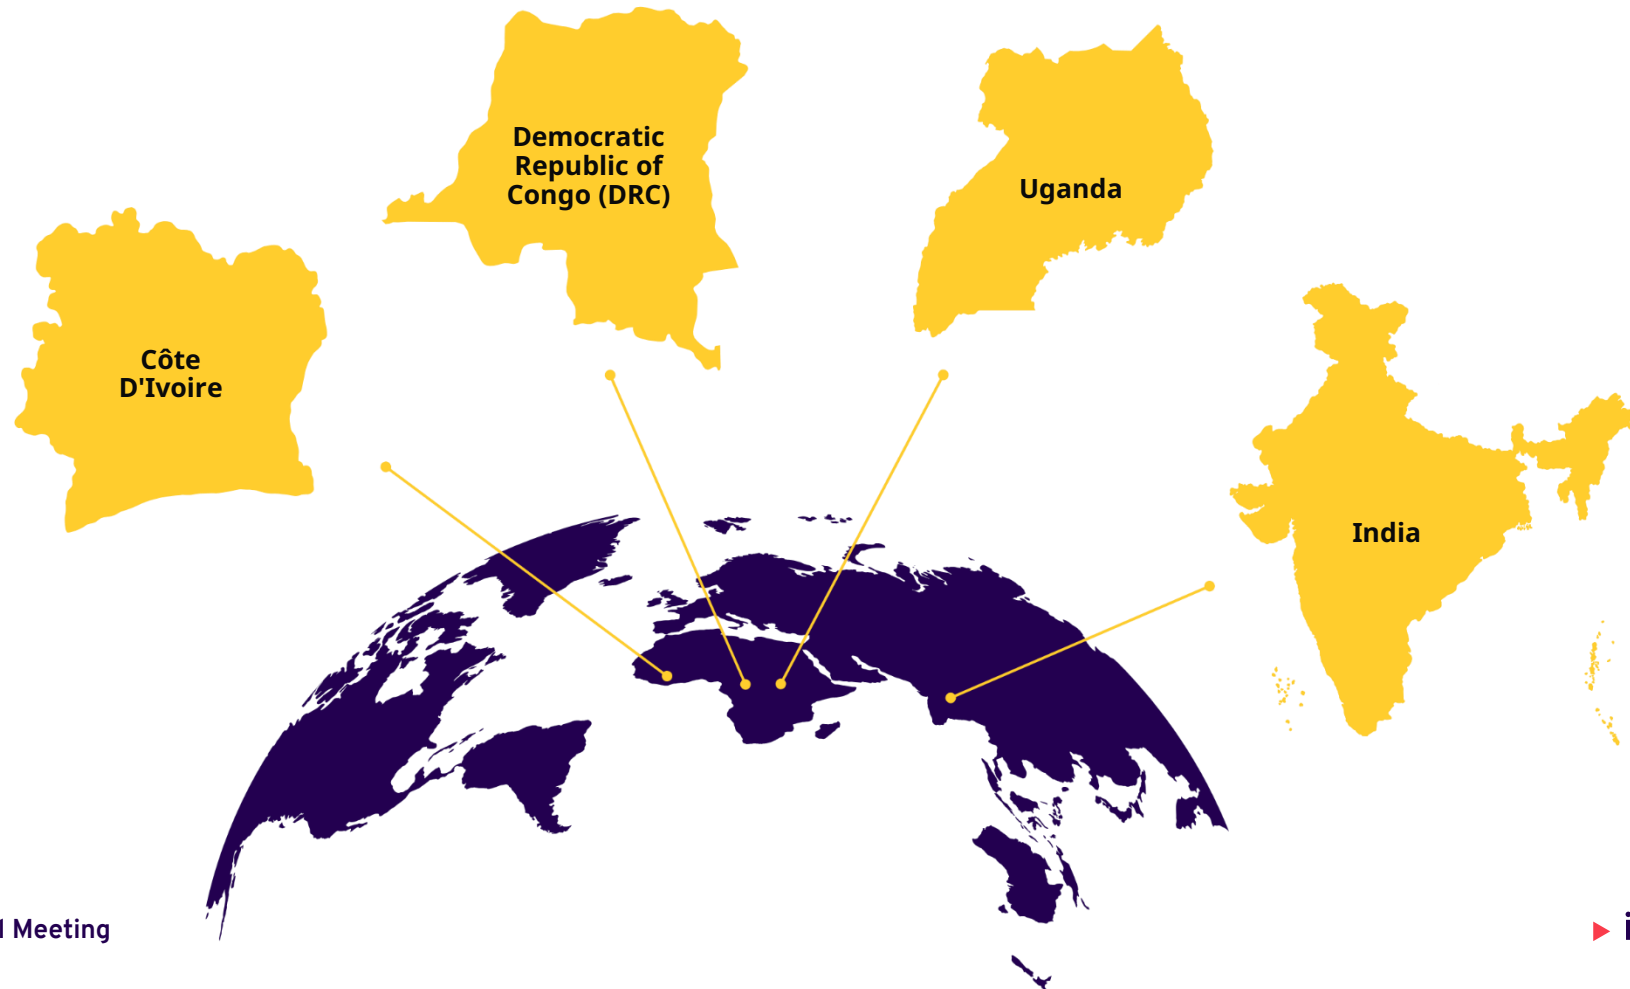 Democratic
Republic of
Congo (DRC)
Uganda
Côte
D'Ivoire
India
Meeting